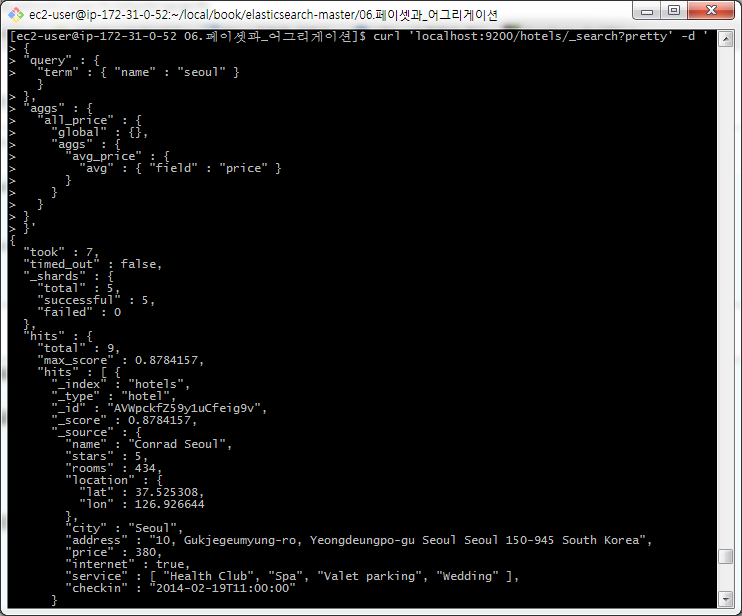 ec2-user@ip-172-31-0-52:~/local/book/elasticsearch-master/06.페이셋과_어그리게이션
[ec2-user@ip-172-31-0-52 06.페이셋과_어그리게이션]$ curl 'localhost:9200/hotels/_search?pretty' -d '
> {
> "query" : {
>   "term" : { "name" : "seoul" }
>   }
> },
> "aggs" : {
>   "all_price" : {
>     "global" : {},
>     "aggs" : {
>       "avg_price" : {
>         "avg" : { "field" : "price" }
>       }
>     }
>   }
> }
> }'
{
  "took" : 7,
  "timed_out" : false,
  "_shards" : {
    "total" : 5,
    "successful" : 5,
    "failed" : 0
  },
  "hits" : {
    "total" : 9,
    "max_score" : 0.8784157,
    "hits" : [ {
      "_index" : "hotels",
      "_type" : "hotel",
      "_id" : "AVWpckfZ59y1uCfeig9v",
      "_score" : 0.8784157,
      "_source" : {
        "name" : "Conrad Seoul",
        "stars" : 5,
        "rooms" : 434,
        "location" : {
          "lat" : 37.525308,
          "lon" : 126.926644
        },
        "city" : "Seoul",
        "address" : "10, Gukjegeumyung-ro, Yeongdeungpo-gu Seoul Seoul 150-945 South Korea",
        "price" : 380,
        "internet" : true,
        "service" : [ "Health Club", "Spa", "Valet parking", "Wedding" ],
        "checkin" : "2014-02-19T11:00:00"
      }